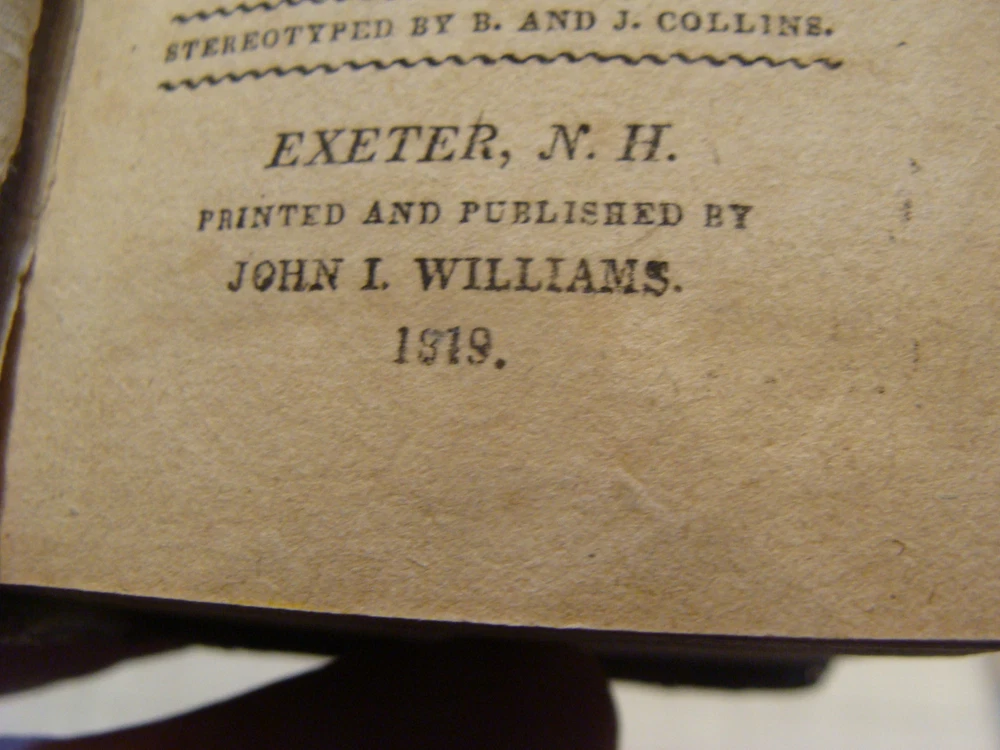 STEREOTYPED BY B. AND J. COLLINS.
EXETER, N. H.
PRINTED AND PUBLISHED BY
JOHN I. WILLIAMS.
1819.